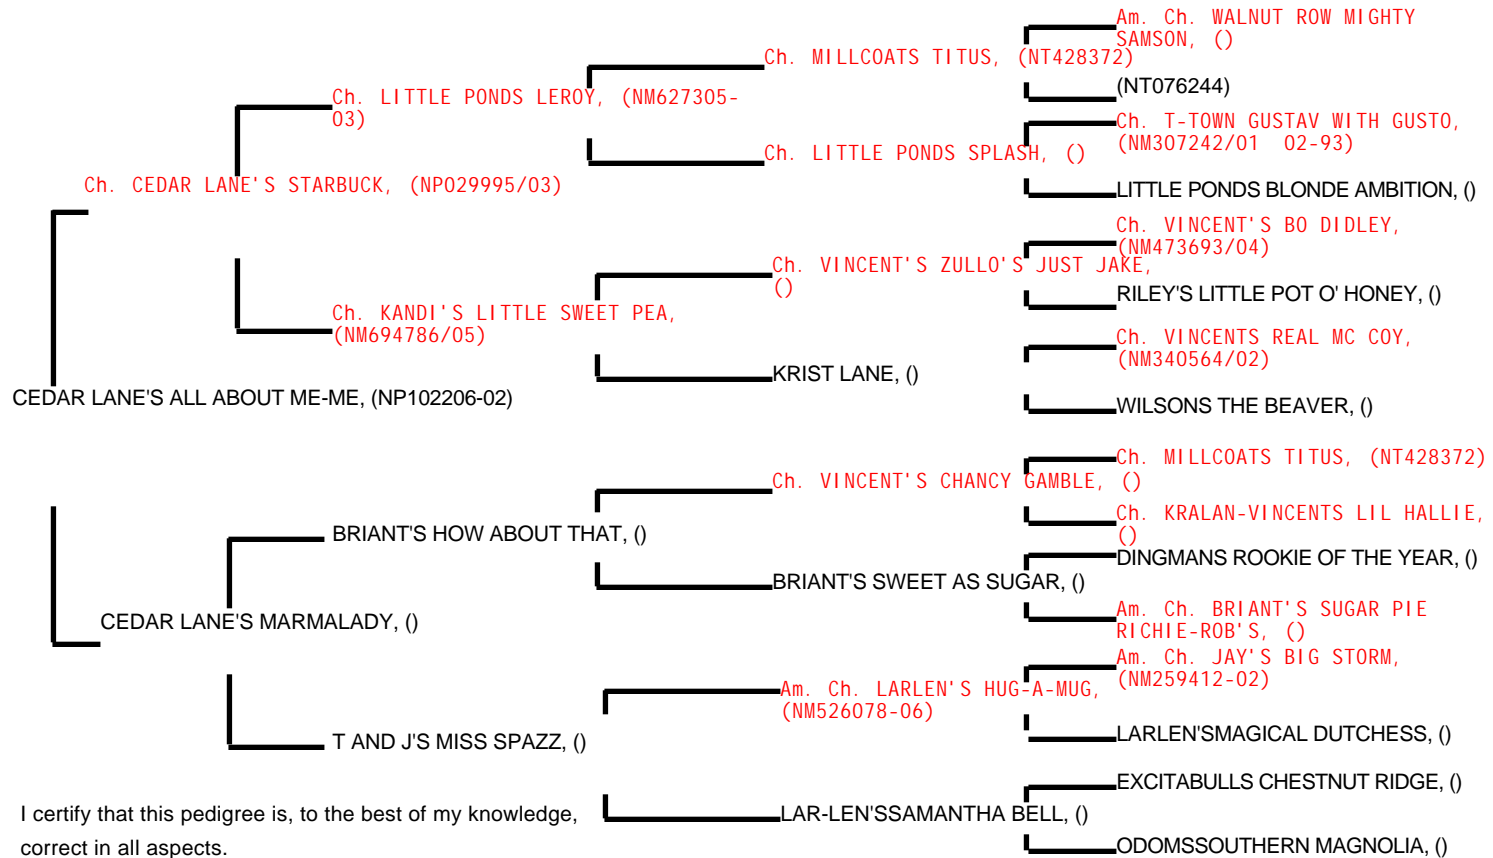 Am. Ch. WALNUT ROW MIGHTY
SAMSON, ()
Ch. MILLCOATS TITUS, (NT428372)
(NT076244)
Ch. LITTLE PONDS LEROY, (NM627305-
03)
Ch. T-TOWN GUSTAV WITH GUSTO,
(NM307242/01 02-93)
Ch. LITTLE PONDS SPLASH, ()
Ch. CEDAR LANE'S STARBUCK, (NP029995/03)
LITTLE PONDS BLONDE AMBITION, ()
Ch. VINCENT'S BO DIDLEY,
(NM473693/04)
Ch. VINCENT'S ZULLO'S JUST JAKE,
()
RILEY'S LITTLE POT O' HONEY, ()
Ch. KANDI'S LITTLE SWEET PEA,
(NM694786/05)
Ch. VINCENTS REAL MC COY,
(NM340564/02)
KRIST LANE, ()
CEDAR LANE'S ALL ABOUT ME-ME, (NP102206-02)
WILSONS THE BEAVER, ()
Ch. MILLCOATS TITUS, (NT428372)
Ch. VINCENT'S CHANCY GAMBLE, ()
Ch. KRALAN-VINCENTS LIL HALLIE,
()
BRIANT'S HOW ABOUT THAT, ()
DINGMANS ROOKIE OF THE YEAR, ()
BRIANT'S SWEET AS SUGAR, ()
CEDAR LANE'S MARMALADY, ()
Am. Ch. BRIANT'S SUGAR PIE
RICHIE-ROB'S, ()
Am. Ch. JAY'S BIG STORM,
(NM259412-02)
Am. Ch. LARLEN'S HUG-A-MUG,
(NM526078-06)
T AND J'S MISS SPAZZ, ()
LARLEN'SMAGICAL DUTCHESS, ()
EXCITABULLS CHESTNUT RIDGE, ()
LAR-LEN'SSAMANTHA BELL, ()
ODOMSSOUTHERN MAGNOLIA, ()
I certify that this pedigree is, to the best of my knowledge,
correct in all aspects.